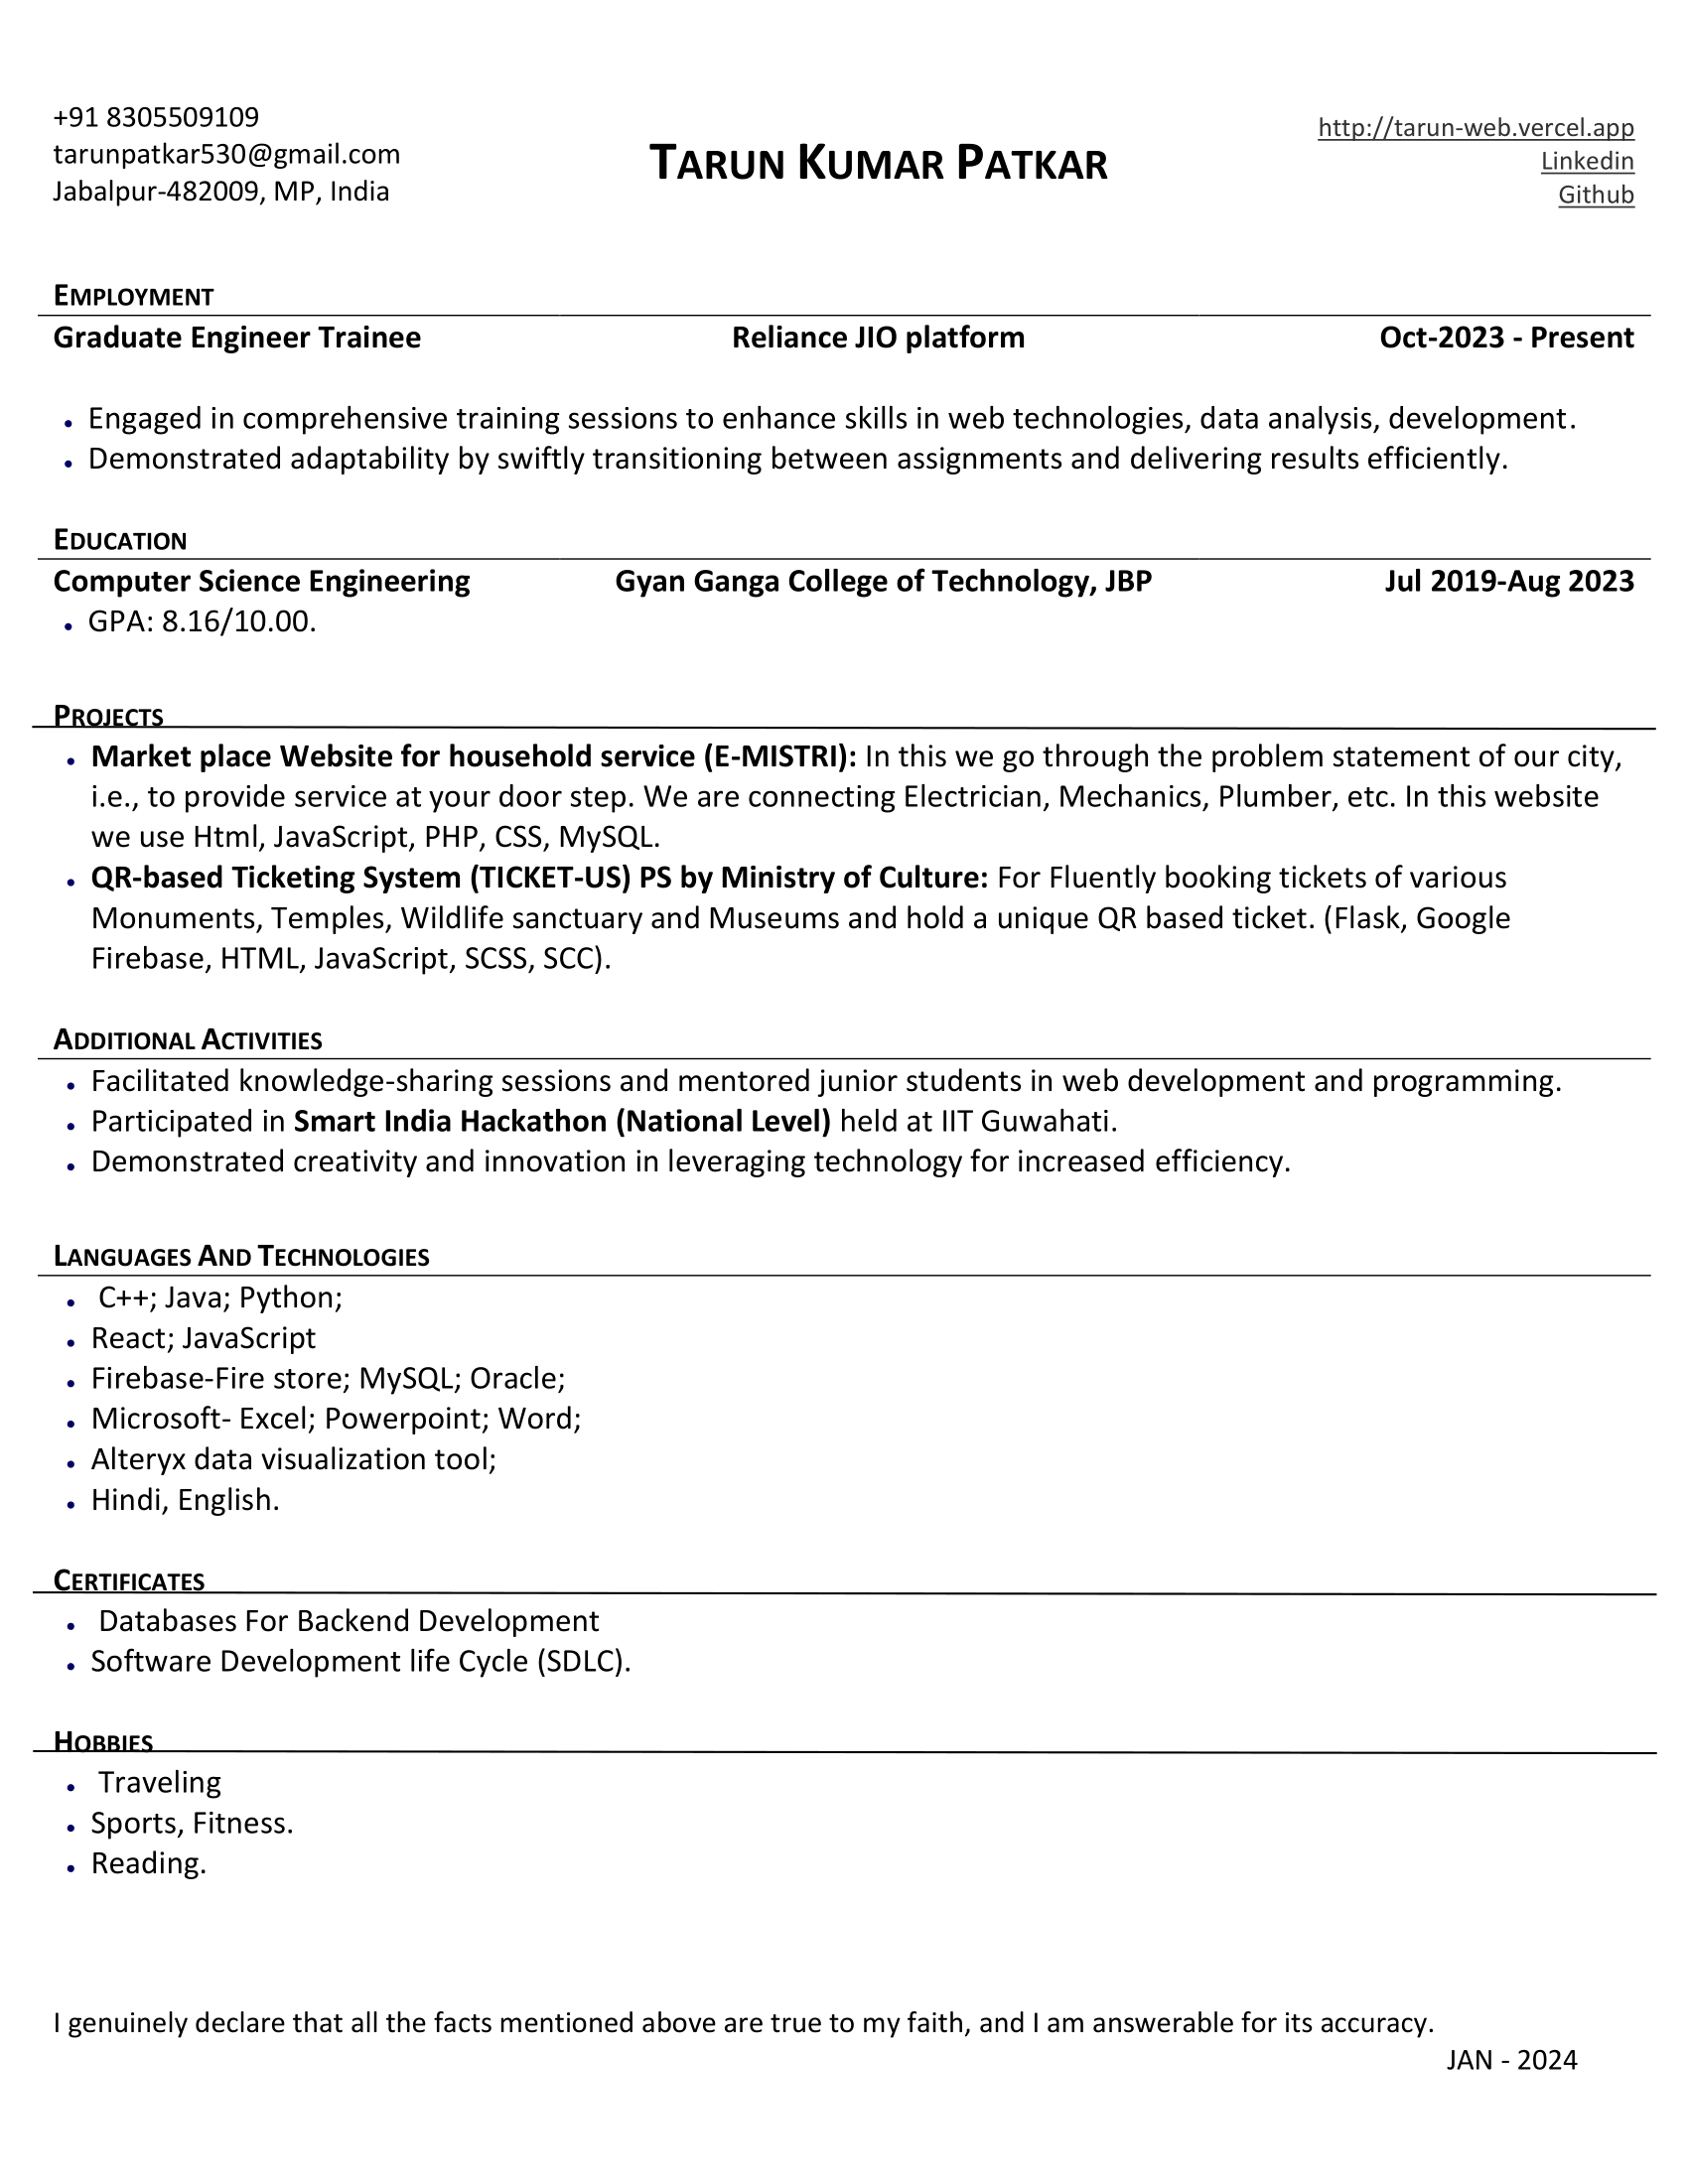 +91 8305509109
tarunpatkar530@gmail.com
Jabalpur-482009, MP, India
TARUN KUMAR PATKAR
http://tarun-web.vercel.app
Linkedin
Github
EMPLOYMENT
Graduate Engineer Trainee Reliance JIO platform Oct-2023 - Present
• Engaged in comprehensive training sessions to enhance skills in web technologies, data analysis, development.
• Demonstrated adaptability by swiftly transitioning between assignments and delivering results efficiently.
EDUCATION
Computer Science Engineering Gyan Ganga College of Technology, JBP Jul 2019-Aug 2023
• GPA: 8.16/10.00.
PROJECTS
• Market place Website for household service (E-MISTRI): In this we go through the problem statement of our city,
i.e., to provide service at your door step. We are connecting Electrician, Mechanics, Plumber, etc. In this website
we use Html, JavaScript, PHP, CSS, MySQL.
• QR-based Ticketing System (TICKET-US) PS by Ministry of Culture: For Fluently booking tickets of various
Monuments, Temples, Wildlife sanctuary and Museums and hold a unique QR based ticket. (Flask, Google
Firebase, HTML, JavaScript, SCSS, SCC).
ADDITIONAL ACTIVITIES
• Facilitated knowledge-sharing sessions and mentored junior students in web development and programming.
• Participated in Smart India Hackathon (National Level) held at IIT Guwahati.
• Demonstrated creativity and innovation in leveraging technology for increased efficiency.
LANGUAGES AND TECHNOLOGIES
• C++; Java; Python;
• React; JavaScript
• Firebase-Fire store; MySQL; Oracle;
• Microsoft- Excel; Powerpoint; Word;
• Alteryx data visualization tool;
• Hindi, English.
CERTIFICATES
• Databases For Backend Development
• Software Development life Cycle (SDLC).
HOBBIES
• Traveling
• Sports, Fitness.
• Reading.
I genuinely declare that all the facts mentioned above are true to my faith, and I am answerable for its accuracy.
JAN - 2024